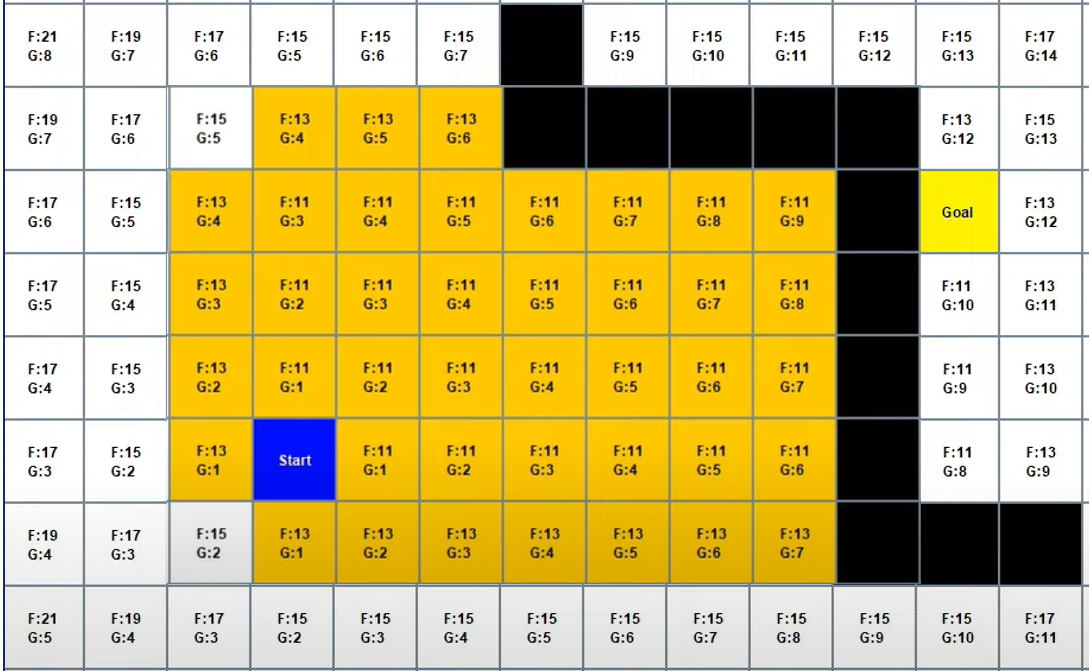 F:21 F:19 F:17 F:15 F:15 F:15 F:15 F:15 F:15 F:15 F:15 F:17
G:8 G:7 G:6 G:5 G:6 G:7 G:9 G:10 G:11 G:12 G:13 G:14
F:19 F:17 F:15 F:13 F:13 F:13 F:13 F:15
G:7 G:6 G:5 G:4 G:5 G:6 G:12 G:13
F:17 F:15 F:13 F:11 F:11 F:11 F:11 F:11 F:11 F:11 Goal F:13
G:6 G:5 G:4 G:3 G:4 G:5 G:6 G:7 G:8 G:9 G:12
F:17 F:15 F:13 F:11 F:11 F:11 F:11 F:11 F:11 F:11 F:11 F:13
G:5 G:4 G:3 G:2 G:3 G:4 G:5 G:6 G:7 G:8 G:10 G:11
F:17 F:15 F:13 F:11 F:11 F:11 F:11 F:11 F:11 F:11 F:11 F:13
G:4 G:3 G:2 G:1 G:2 G:3 G:4 G:5 G:6 G:7 G:9 G:10
F:17 F:15 F:13 Start F:11 F:11 F:11 F:11 F:11 F:11 F:11 F:13
G:3 G:2 G:1 G:1 G:2 G:3 G:4 G:5 G:6 G:8 G:9
F:19 F:17 F:15 F:13 F:13 F:13 F:13 F:13 F:13 F:13
G:4 G:3 G:2 G:1 G:2 G:3 G:4 G:5 G:6 G:7
F:21 F:19 F:17 F:15 F:15 F:15 F:15 F:15 F:15 F:15 F:15 F:15 F:17
G:5 G:4 G:3 G:2 G:3 G:4 G:5 G:6 G:7 G:8 G:9 G:10 G:11